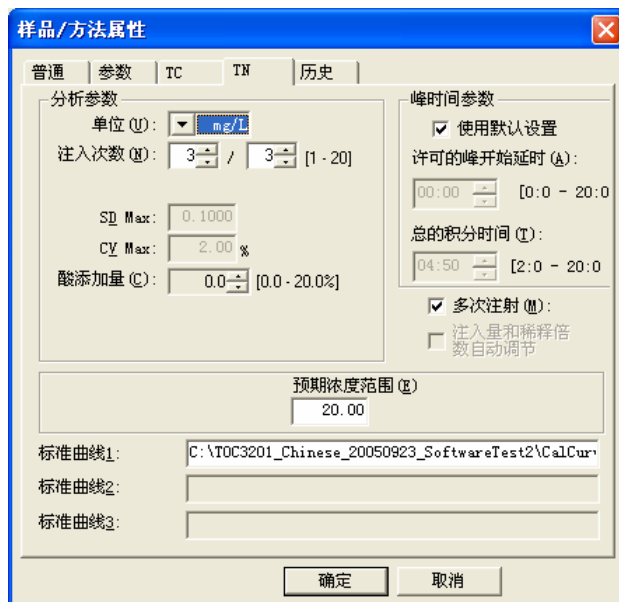 样品/方法属性
普通 参数 TC TN 历史
分析参数
单位(U): mg/L
注入次数(N): 3 / 3 [1 - 20]
SD Max: 0.1000
CV Max: 2.00 %
酸添加量(C): 0.0 [0.0 - 20.0%]
峰时间参数
使用默认设置
许可的峰开始延时(A):
00:00 [0:0 - 20:0
总的积分时间(T):
04:50 [2:0 - 20:0
多次注射(M):
注入量和稀释倍
数自动调节
预期浓度范围(E)
20.00
标准曲线1: C:\TOC3201_Chinese_20050923_SoftwareTest2\CalCurv
标准曲线2:
标准曲线3:
确定 取消